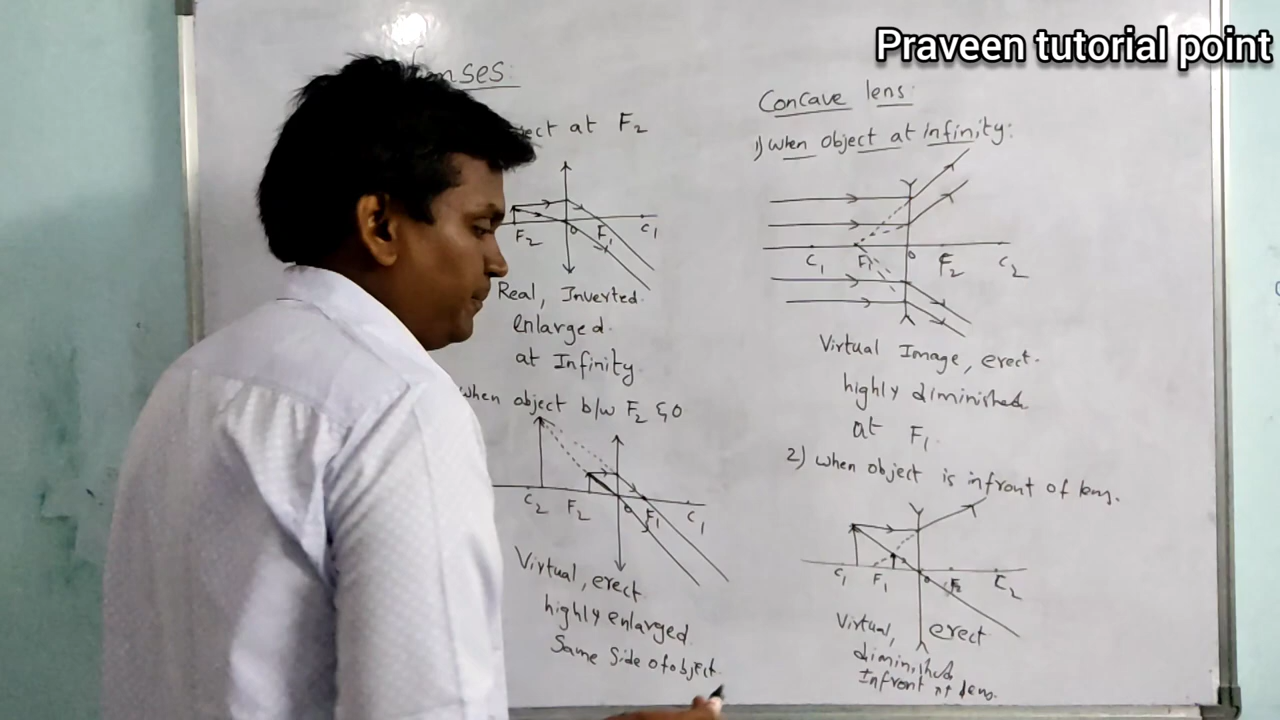 Praveen tutorial point
Lenses:
object at F2
F2 O F1 C1
Real, Inverted.
enlarged.
at Infinity.
when object b/w F2 & O
C2 F2 O F1 C1
Virtual, erect
highly enlarged
Same Side of object.
Concave lens:
1) when object at Infinity:
C1 F1 O F2 C2
Virtual Image, erect.
highly diminished
at F1.
2) when object is infront of lens.
C1 F1 O F2 C2
Virtual, erect
diminished
Infront of lens.